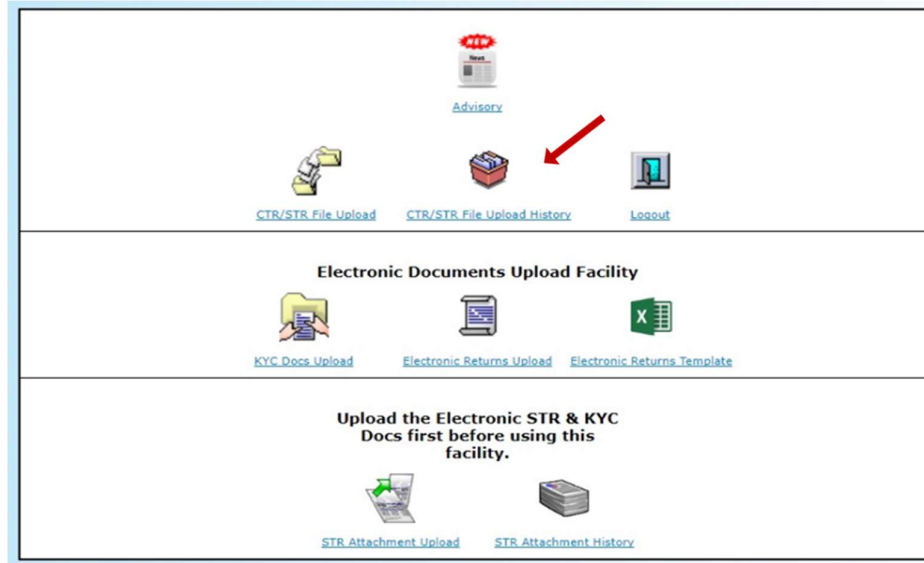 NEW
News
Advisory
CTR/STR File Upload
CTR/STR File Upload History
Logout
Electronic Documents Upload Facility
KYC Docs Upload
Electronic Returns Upload
Electronic Returns Template
Upload the Electronic STR & KYC
Docs first before using this
facility.
STR Attachment Upload
STR Attachment History